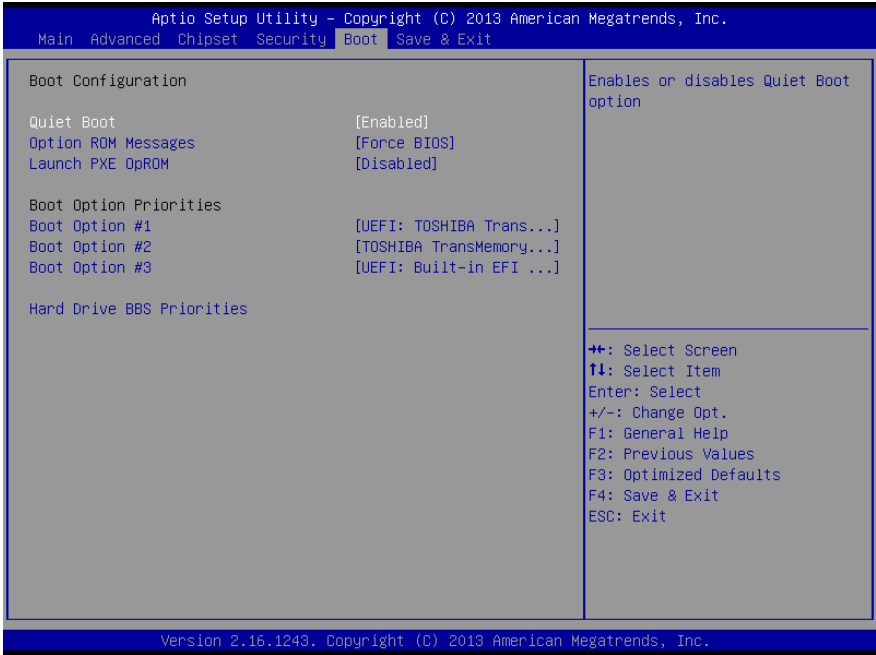 Aptio Setup Utility – Copyright (C) 2013 American Megatrends, Inc.
Main Advanced Chipset Security Boot Save & Exit
Boot Configuration
Quiet Boot [Enabled]
Option ROM Messages [Force BIOS]
Launch PXE OpROM [Disabled]
Boot Option Priorities
Boot Option #1 [UEFI: TOSHIBA Trans...]
Boot Option #2 [TOSHIBA TransMemory...]
Boot Option #3 [UEFI: Built-in EFI ...]
Hard Drive BBS Priorities
Enables or disables Quiet Boot
option
→←: Select Screen
↑↓: Select Item
Enter: Select
+/-: Change Opt.
F1: General Help
F2: Previous Values
F3: Optimized Defaults
F4: Save & Exit
ESC: Exit
Version 2.16.1243. Copyright (C) 2013 American Megatrends, Inc.